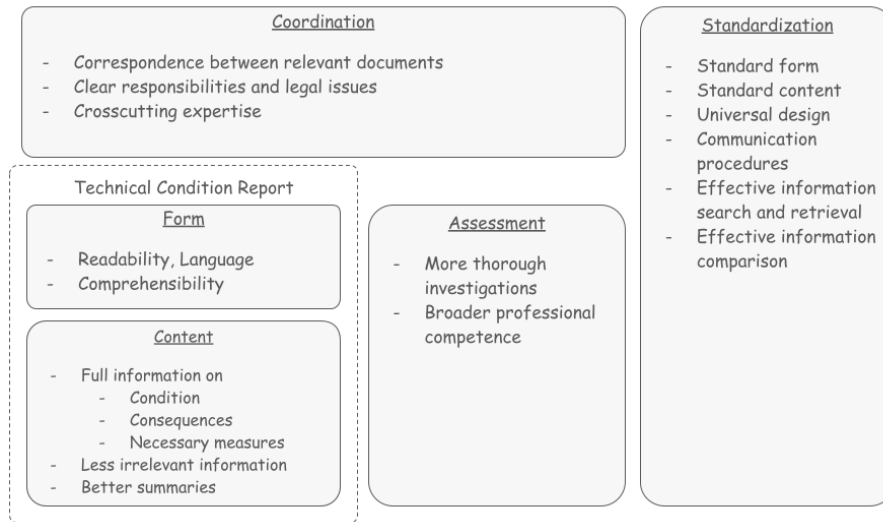 Coordination
- Correspondence between relevant documents
- Clear responsibilities and legal issues
- Crosscutting expertise
Technical Condition Report
Form
- Readability, Language
- Comprehensibility
Content
- Full information on
- Condition
- Consequences
- Necessary measures
- Less irrelevant information
- Better summaries
Assessment
- More thorough
investigations
- Broader professional
competence
Standardization
- Standard form
- Standard content
- Universal design
- Communication
procedures
- Effective information
search and retrieval
- Effective information
comparison